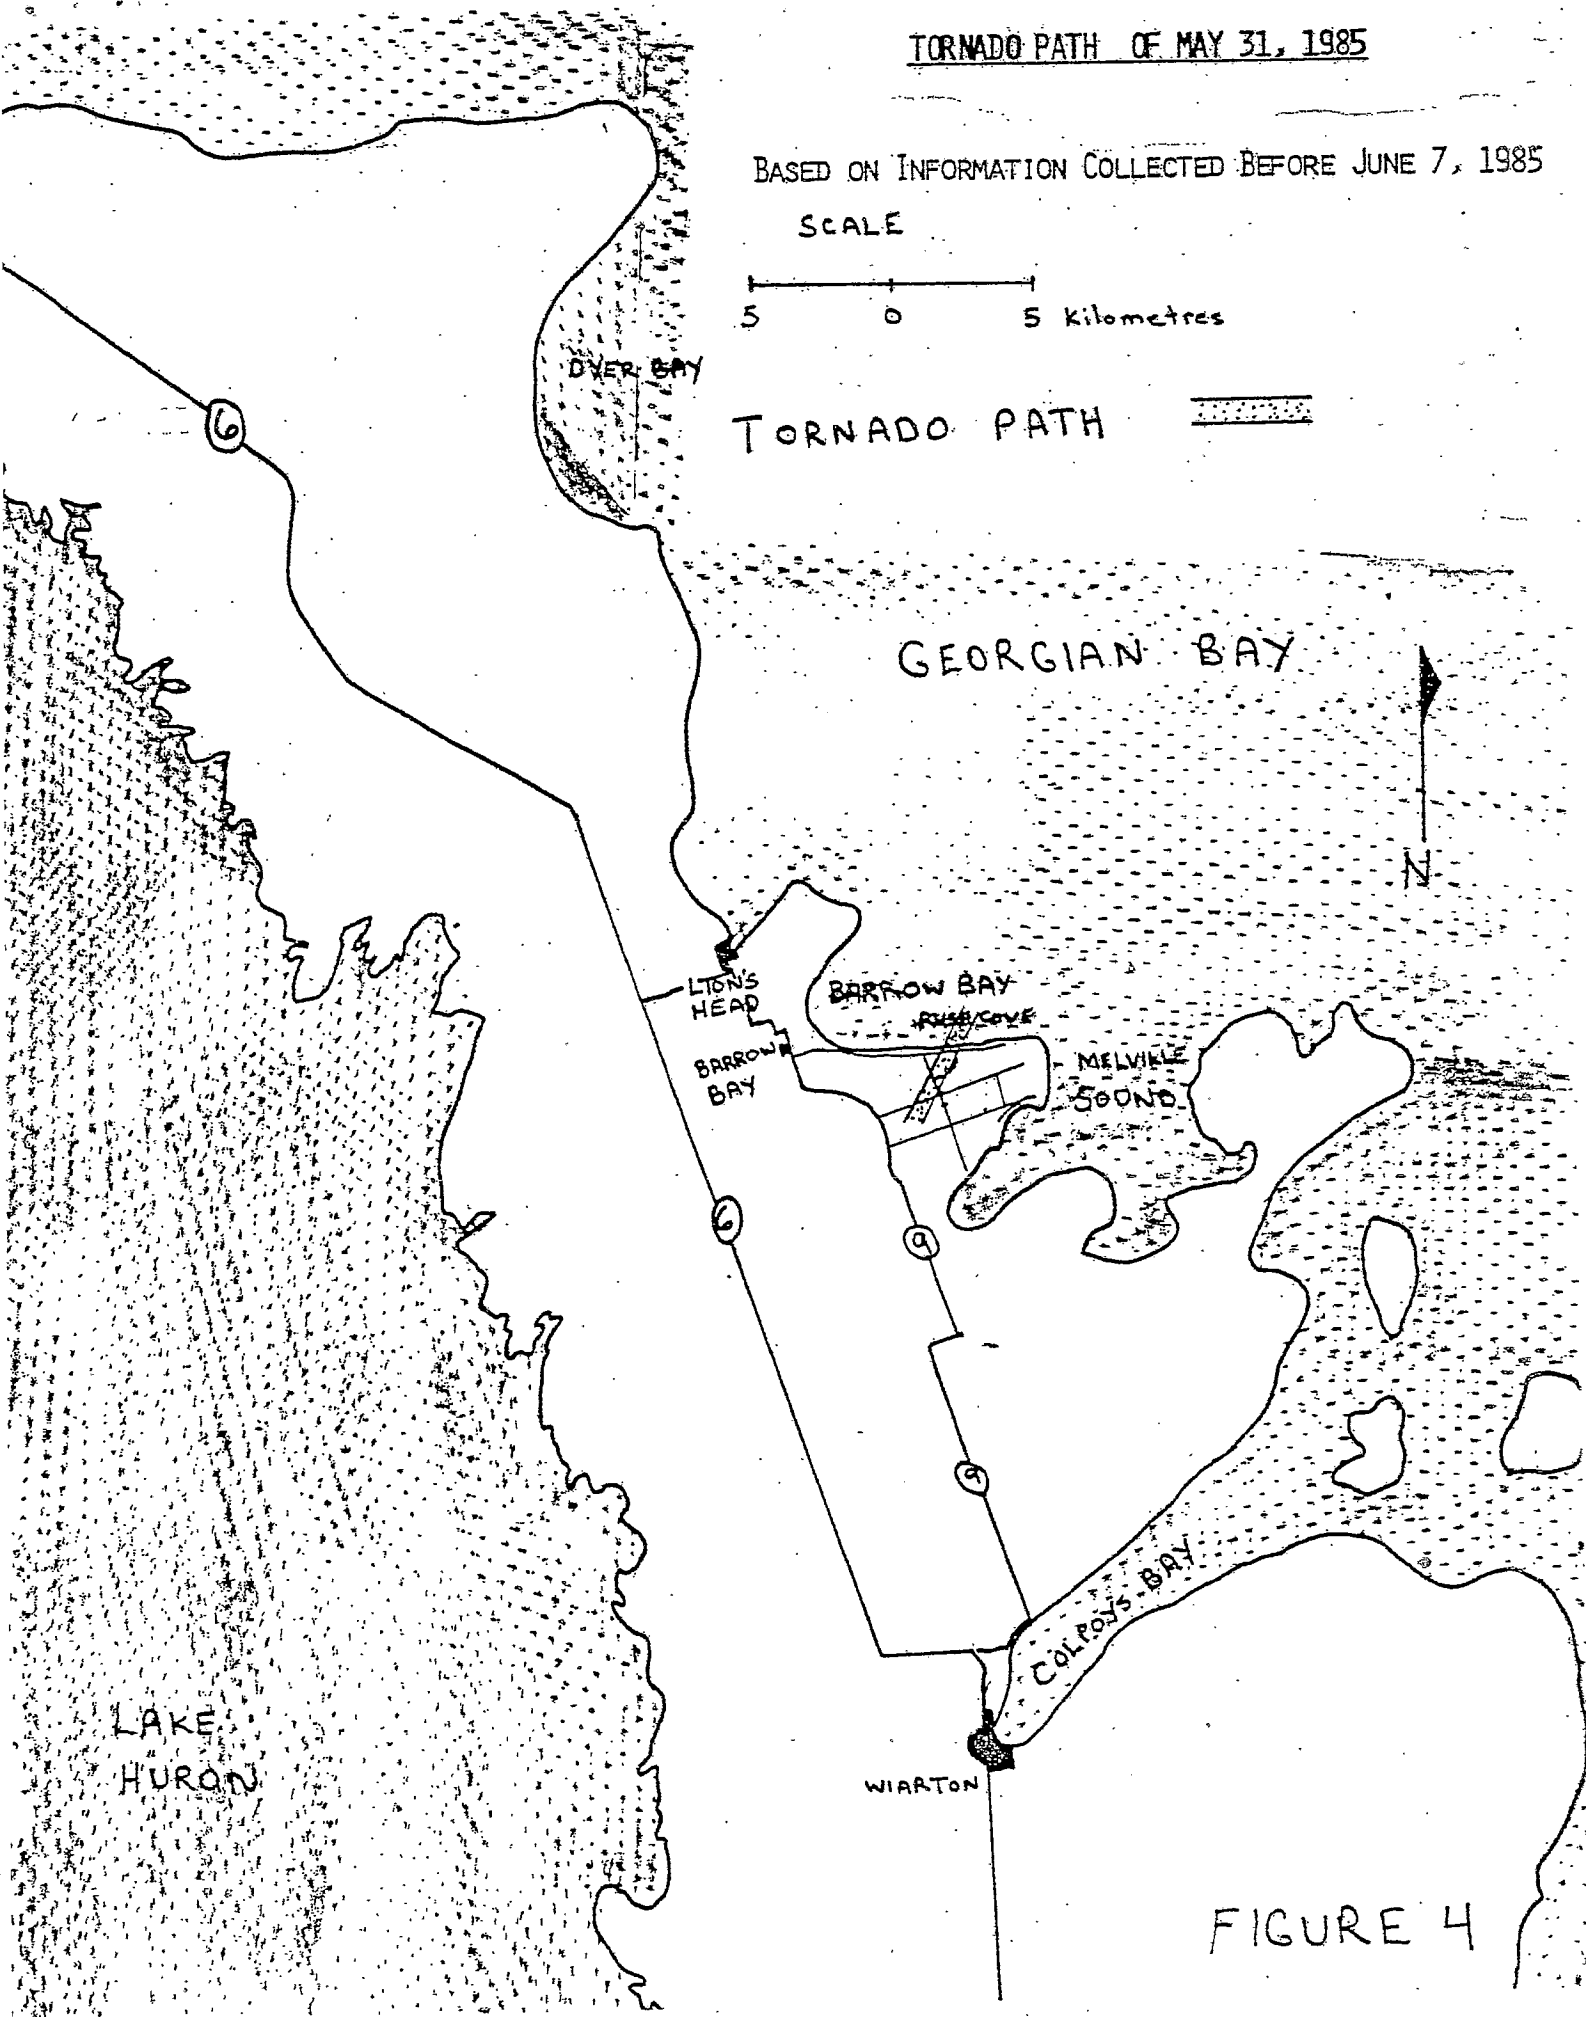 TORNADO PATH OF MAY 31, 1985
BASED ON INFORMATION COLLECTED BEFORE JUNE 7, 1985
SCALE
5 0 5 Kilometres
DYER BAY
6
TORNADO PATH
GEORGIAN BAY
N
LION'S
HEAD
BARROW BAY
RUSH COVE
BARROW
BAY
MELVILLE
SOUND
6
9
9
COLPOYS BAY
LAKE
HURON
WIARTON
FIGURE 4